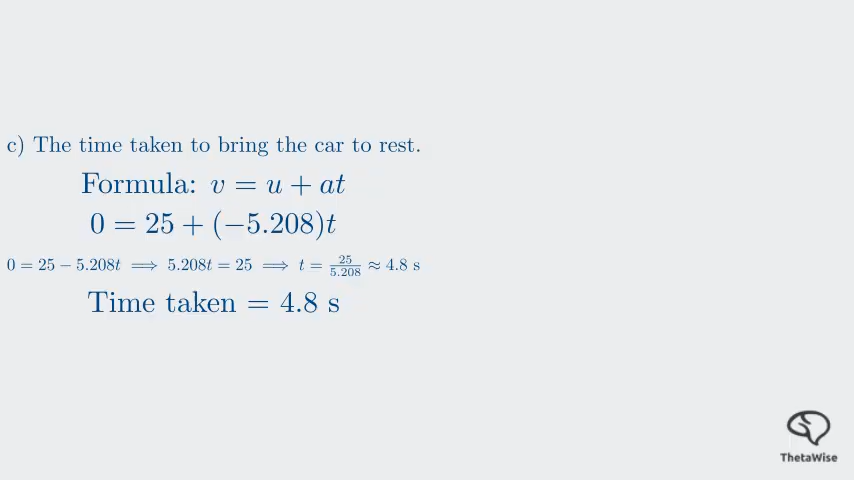 c) The time taken to bring the car to rest.
Formula: v = u + at
0 = 25 + (−5.208)t
0 = 25 − 5.208t ⟹ 5.208t = 25 ⟹ t = 25/5.208 ≈ 4.8 s
Time taken = 4.8 s
ThetaWise